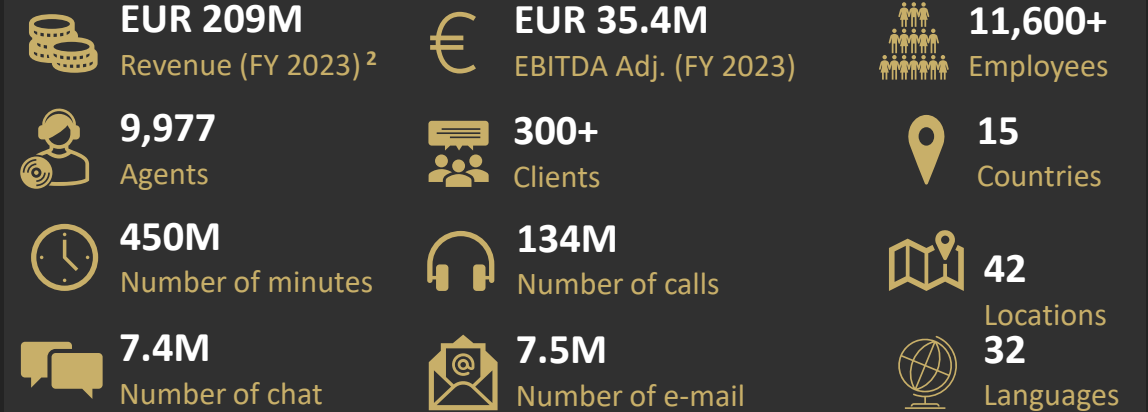 EUR 209M
Revenue (FY 2023) ²
EUR 35.4M
EBITDA Adj. (FY 2023)
11,600+
Employees
9,977
Agents
300+
Clients
15
Countries
450M
Number of minutes
134M
Number of calls
42
Locations
7.4M
Number of chat
@
7.5M
Number of e-mail
32
Languages